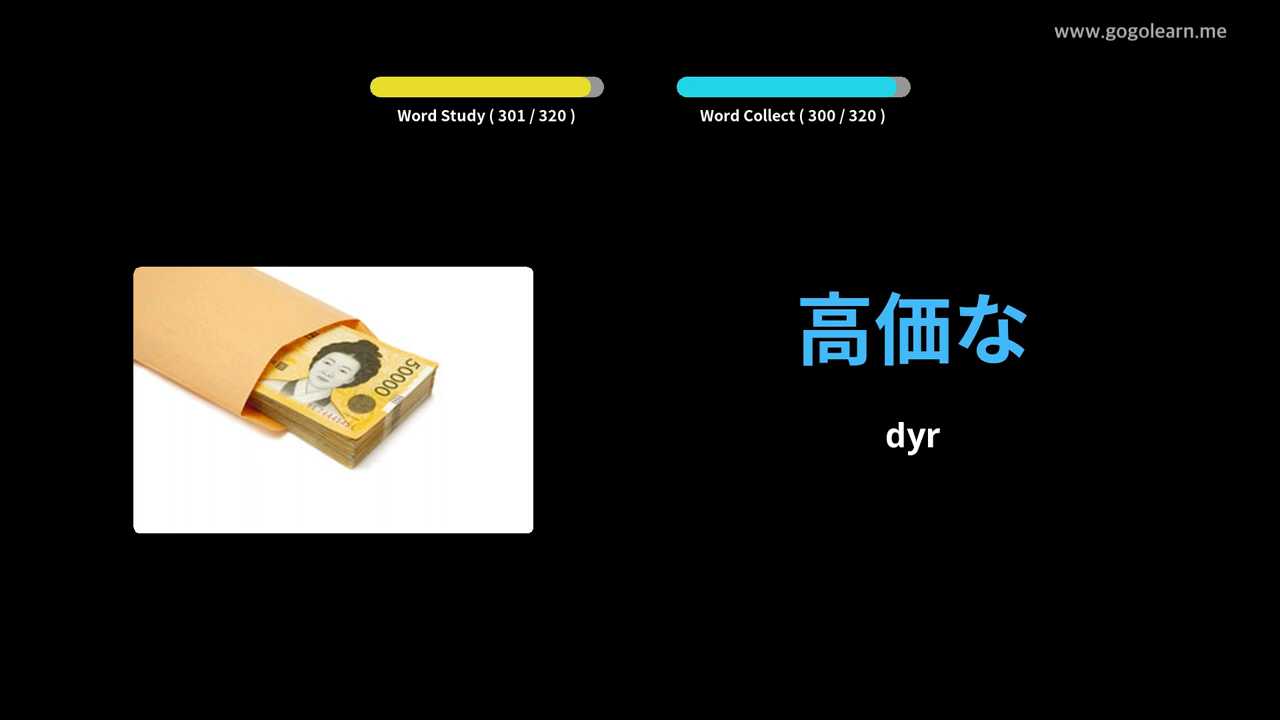 www.gogolearn.me
Word Study ( 301 / 320 )
Word Collect ( 300 / 320 )
高価な
50000
dyr